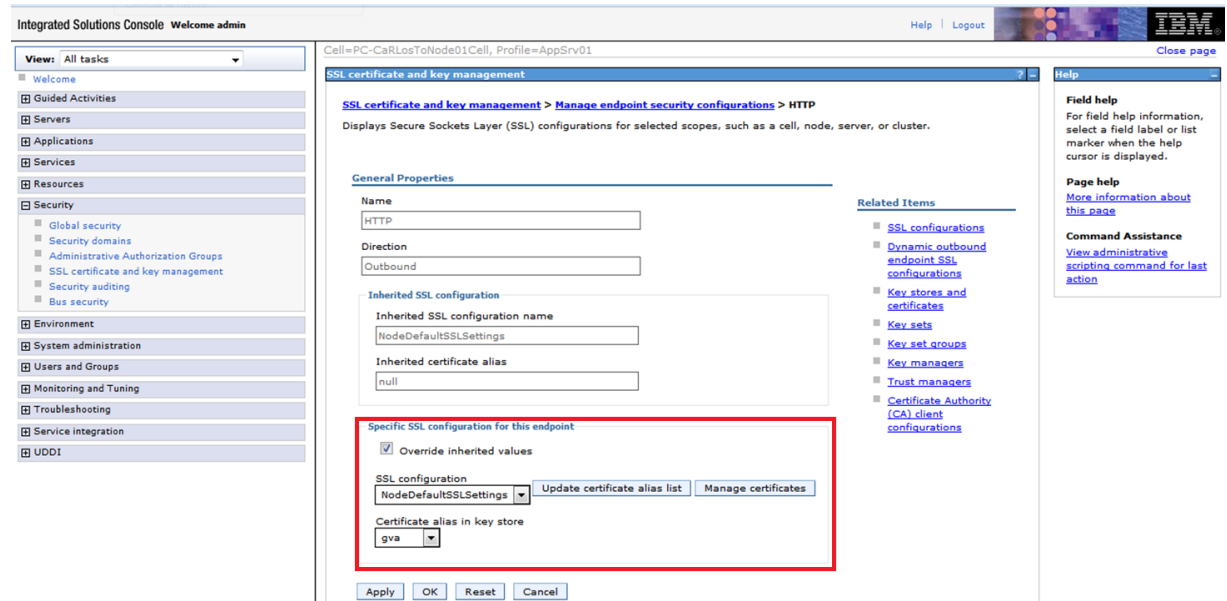 Integrated Solutions Console Welcome admin
Help | Logout
IBM.
View: All tasks
Welcome
Guided Activities
Servers
Applications
Services
Resources
Security
Global security
Security domains
Administrative Authorization Groups
SSL certificate and key management
Security auditing
Bus security
Environment
System administration
Users and Groups
Monitoring and Tuning
Troubleshooting
Service integration
UDDI
Cell=PC-CaRLosToNode01Cell, Profile=AppSrv01
Close page
SSL certificate and key management
? -
SSL certificate and key management > Manage endpoint security configurations > HTTP
Displays Secure Sockets Layer (SSL) configurations for selected scopes, such as a cell, node, server, or cluster.
General Properties
Name
HTTP
Direction
Outbound
Inherited SSL configuration
Inherited SSL configuration name
NodeDefaultSSLSettings
Inherited certificate alias
null
Specific SSL configuration for this endpoint
Override inherited values
SSL configuration
NodeDefaultSSLSettings
Update certificate alias list
Manage certificates
Certificate alias in key store
gva
Apply
OK
Reset
Cancel
Related Items
SSL configurations
Dynamic outbound
endpoint SSL
configurations
Key stores and
certificates
Key sets
Key set groups
Key managers
Trust managers
Certificate Authority
(CA) client
configurations
Help
Field help
For field help information,
select a field label or list
marker when the help
cursor is displayed.
Page help
More information about
this page
Command Assistance
View administrative
scripting command for last
action